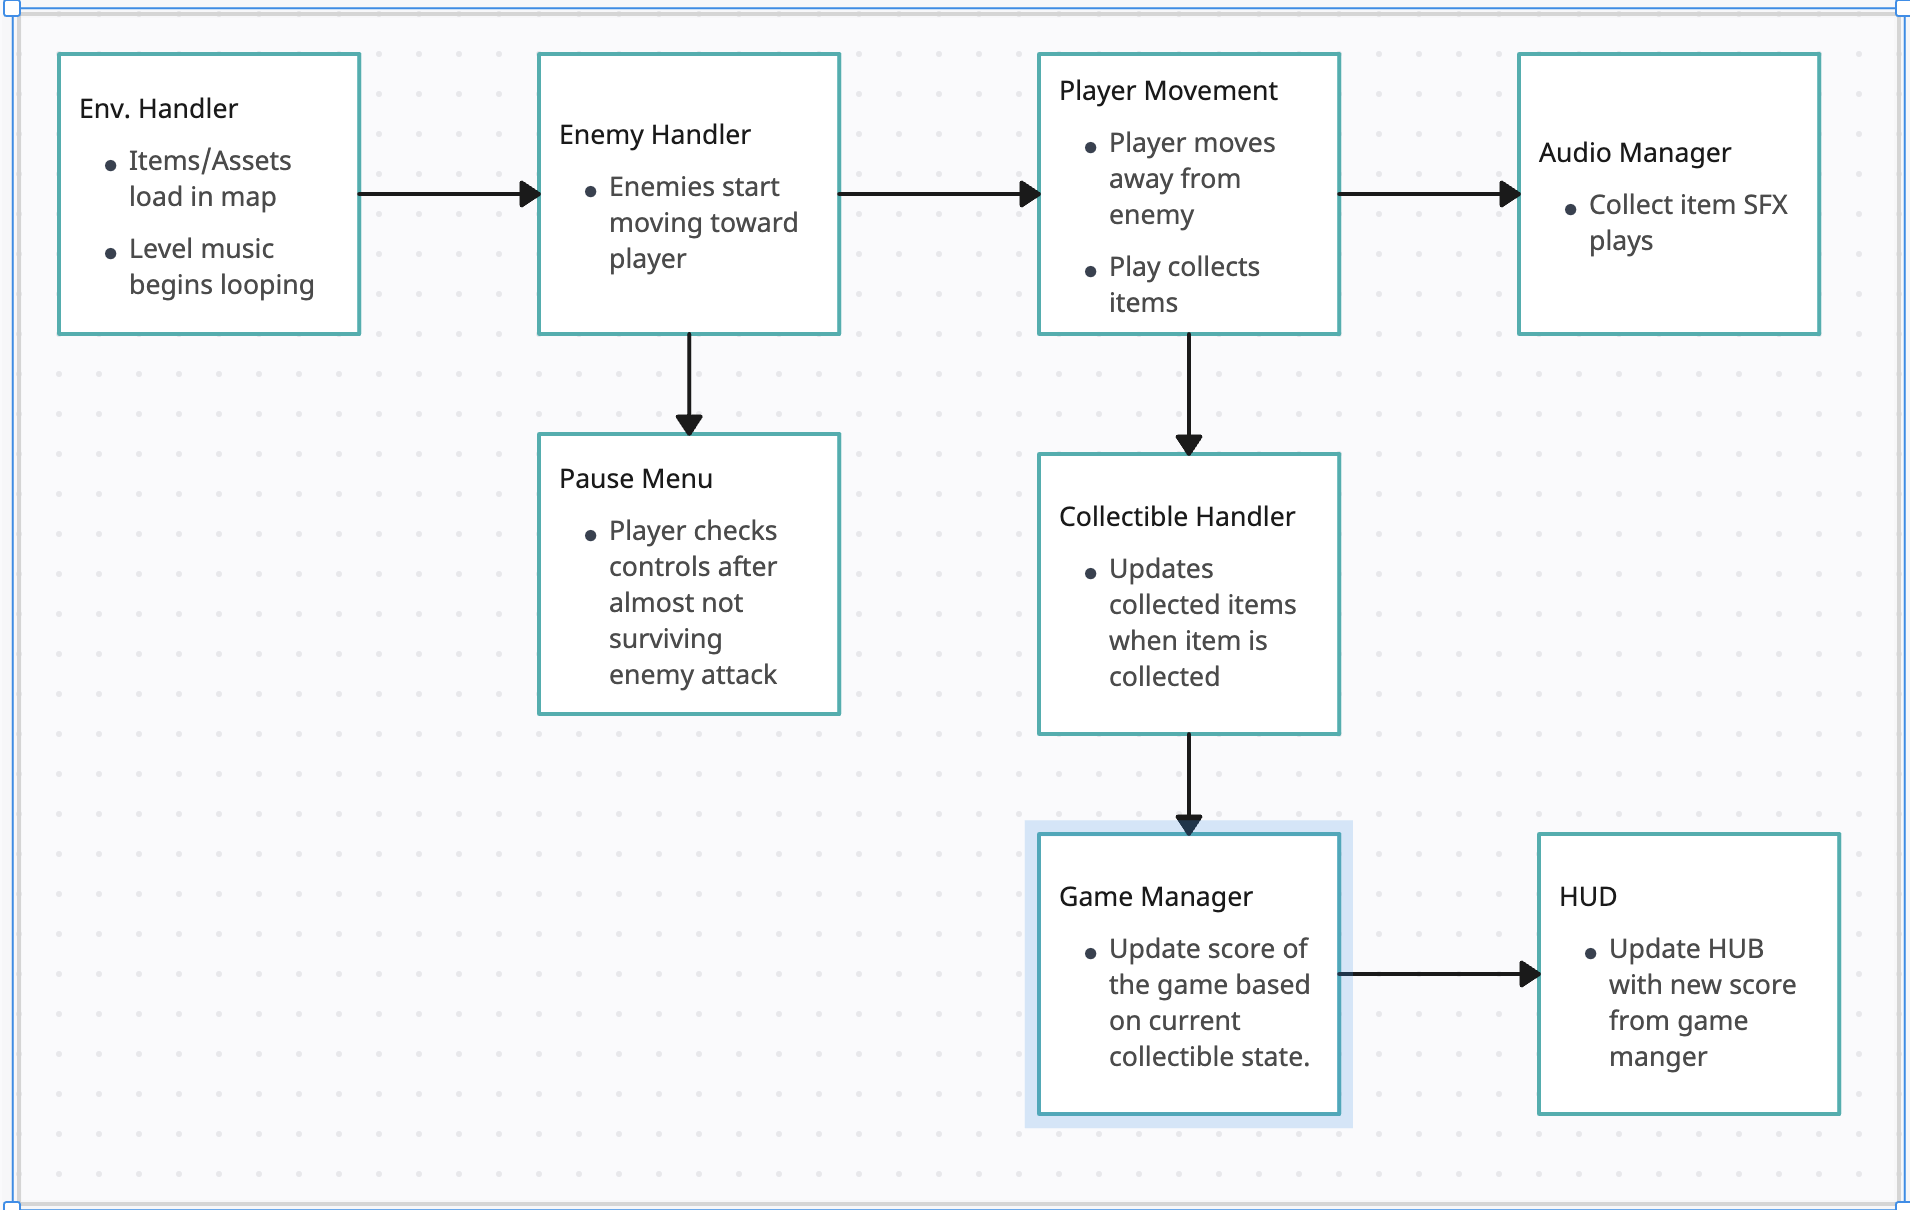 Env. Handler
Items/Assets
load in map
Level music
begins looping
Enemy Handler
Enemies start
moving toward
player
Player Movement
Player moves
away from
enemy
Play collects
items
Audio Manager
Collect item SFX
plays
Pause Menu
Player checks
controls after
almost not
surviving
enemy attack
Collectible Handler
Updates
collected items
when item is
collected
Game Manager
Update score of
the game based
on current
collectible state.
HUD
Update HUB
with new score
from game
manger